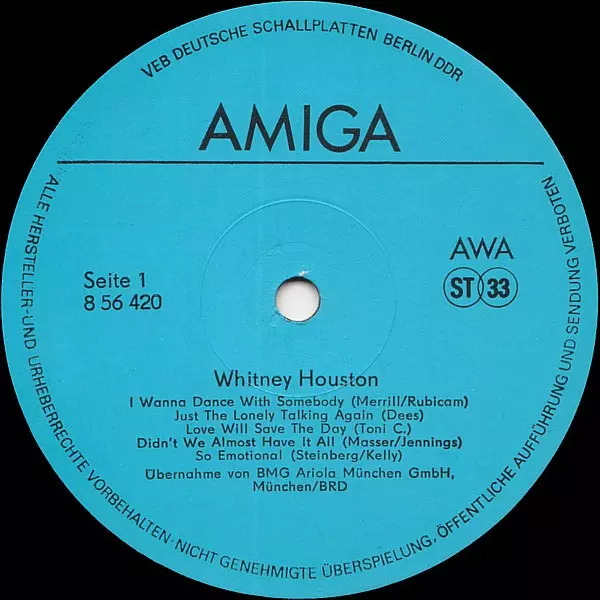 VEB DEUTSCHE SCHALLPLATTEN BERLIN DDR
AMIGA
Seite 1
8 56 420
AWA
ST 33
Whitney Houston
I Wanna Dance With Somebody (Merrill/Rubicam)
Just The Lonely Talking Again (Dees)
Love Will Save The Day (Toni C.)
Didn't We Almost Have It All (Masser/Jennings)
So Emotional (Steinberg/Kelly)
Übernahme von BMG Ariola München GmbH,
München/BRD
ALLE HERSTELLER-UND URHEBERRECHTE VORBEHALTEN·NICHT GENEHMIGTE ÜBERSPIELUNG, ÖFFENTLICHE AUFFÜHRUNG UND SENDUNG VERBOTEN